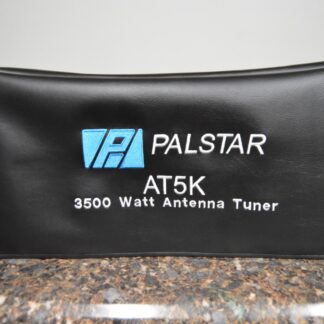 P
PALSTAR
AT5K
3500 Watt Antenna Tuner